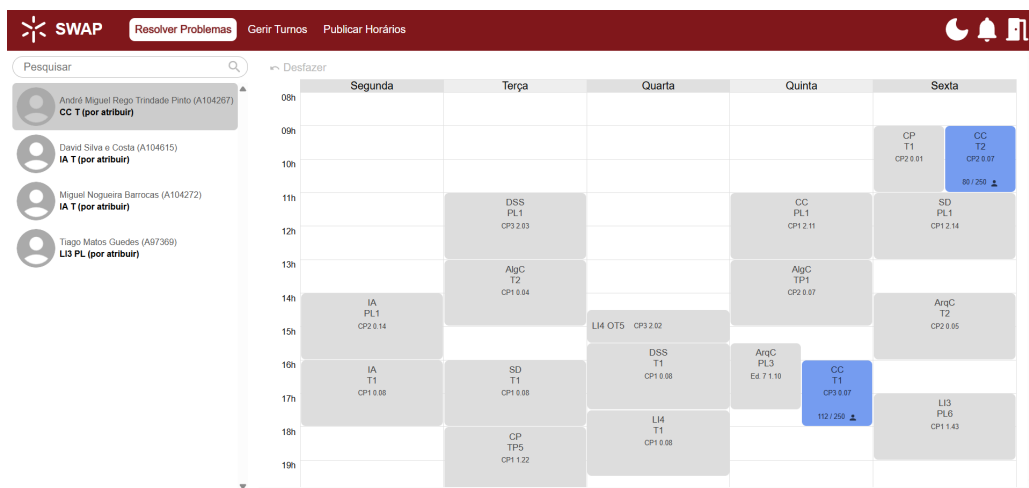 SWAP
Resolver Problemas
Gerir Turnos
Publicar Horários
Pesquisar
Desfazer
André Miguel Rego Trindade Pinto (A104267)
CC T (por atribuir)
David Silva e Costa (A104615)
IA T (por atribuir)
Miguel Nogueira Barrocas (A104272)
IA T (por atribuir)
Tiago Matos Guedes (A97369)
LI3 PL (por atribuir)
Segunda
Terça
Quarta
Quinta
Sexta
08h
09h
10h
11h
12h
13h
14h
15h
16h
17h
18h
19h
IA
PL1
CP2 0.14
IA
T1
CP1 0.08
DSS
PL1
CP3 2.03
AlgC
T2
CP1 0.04
SD
T1
CP1 0.08
CP
TP5
CP1 1.22
LI4 OT5 CP3 2.02
DSS
T1
CP1 0.08
LI4
T1
CP1 0.08
CC
PL1
CP1 2.11
AlgC
TP1
CP2 0.07
ArqC
PL3
Ed. 7 1.10
CC
T1
CP3 0.07
112 / 250
CP
T1
CP2 0.01
CC
T2
CP2 0.07
80 / 250
SD
PL1
CP1 2.14
ArqC
T2
CP2 0.05
LI3
PL6
CP1 1.43